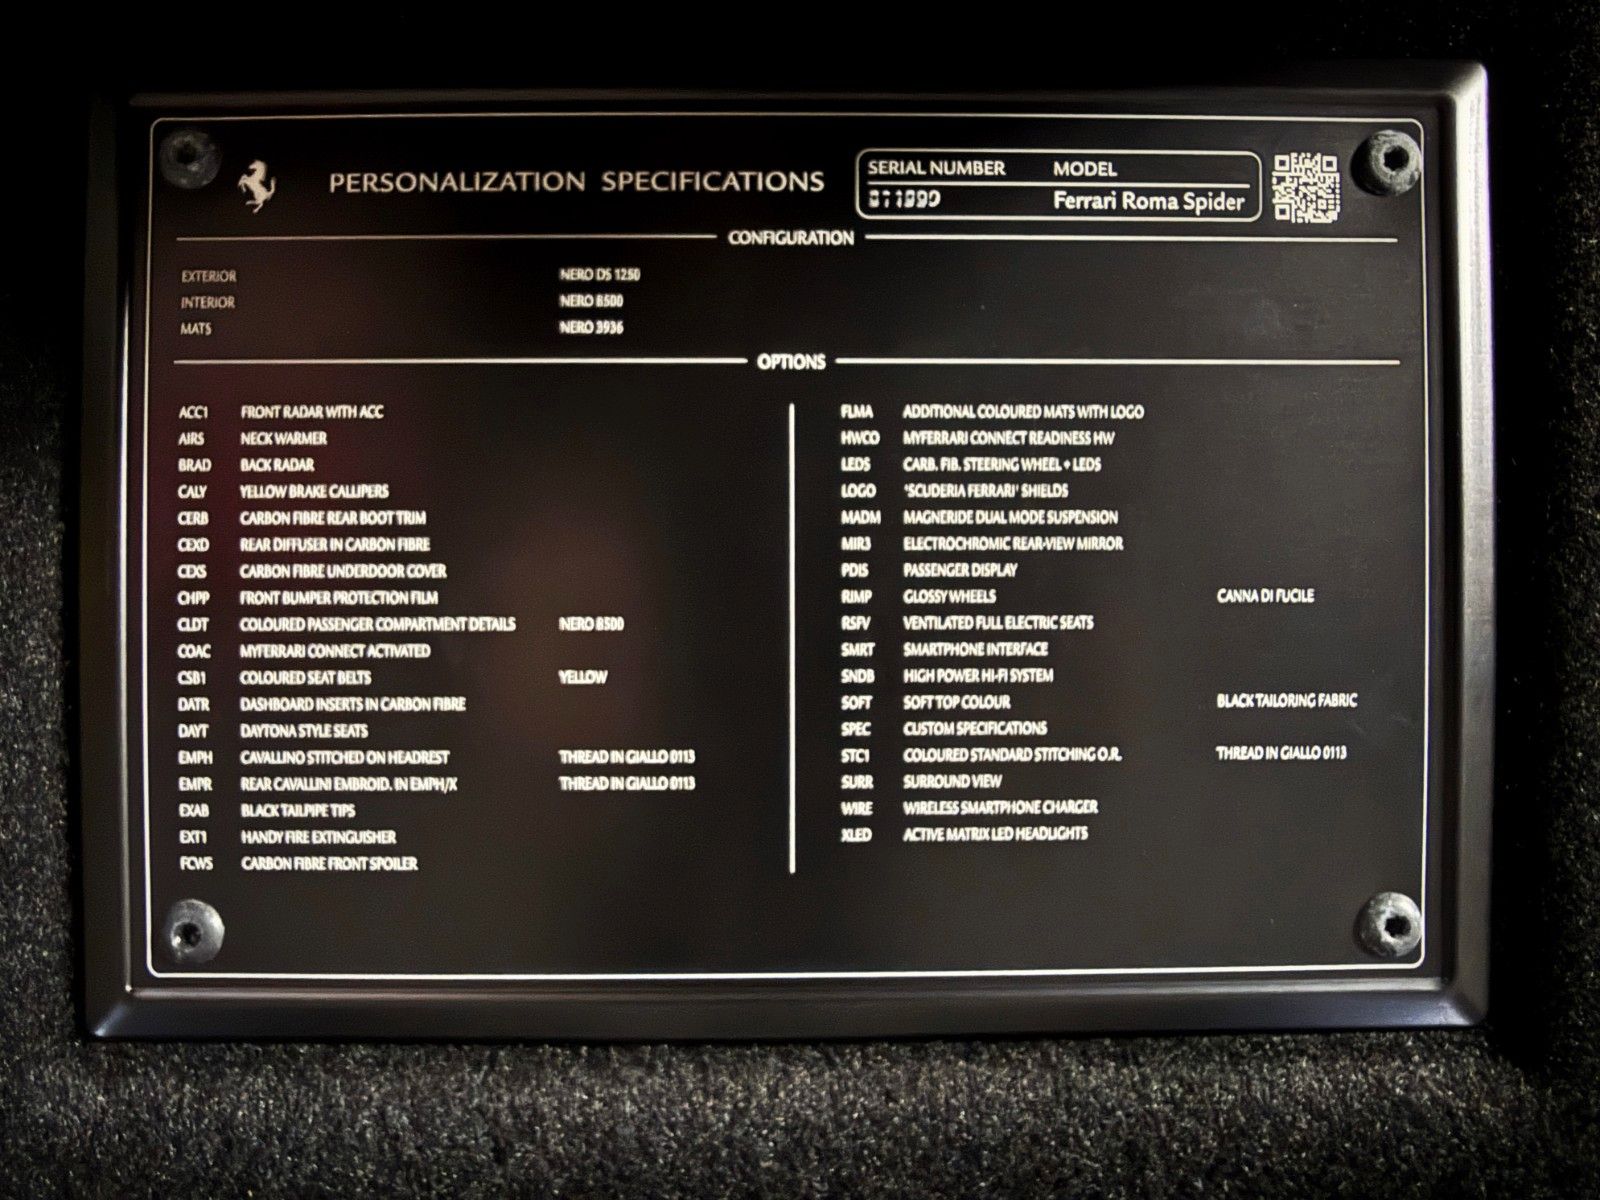 PERSONALIZATION SPECIFICATIONS
SERIAL NUMBER MODEL
Ferrari Roma Spider
CONFIGURATION
EXTERIOR NERO DS 1250
INTERIOR NERO 8500
MATS NERO 3936
OPTIONS
ACC1 FRONT RADAR WITH ACC
AIRS NECK WARMER
BRAD BACK RADAR
CALY YELLOW BRAKE CALLIPERS
CERB CARBON FIBRE REAR BOOT TRIM
CEXD REAR DIFFUSER IN CARBON FIBRE
CEXS CARBON FIBRE UNDERDOOR COVER
CHPP FRONT BUMPER PROTECTION FILM
CLDT COLOURED PASSENGER COMPARTMENT DETAILS NERO 8500
COAC MYFERRARI CONNECT ACTIVATED
CSB1 COLOURED SEAT BELTS YELLOW
DATR DASHBOARD INSERTS IN CARBON FIBRE
DAYT DAYTONA STYLE SEATS
EMPH CAVALLINO STITCHED ON HEADREST THREAD IN GIALLO 0113
EMPR REAR CAVALLINI EMBROID. IN EMPH/X THREAD IN GIALLO 0113
EXAB BLACK TAILPIPE TIPS
EXT1 HANDY FIRE EXTINGUISHER
FCWS CARBON FIBRE FRONT SPOILER
FLMA ADDITIONAL COLOURED MATS WITH LOGO
HWCO MYFERRARI CONNECT READINESS HW
LEDS CARB. FIB. STEERING WHEEL + LEDS
LOGO 'SCUDERIA FERRARI' SHIELDS
MADM MAGNERIDE DUAL MODE SUSPENSION
MIR3 ELECTROCHROMIC REAR-VIEW MIRROR
PDIS PASSENGER DISPLAY
RIMP GLOSSY WHEELS CANNA DI FUCILE
RSFV VENTILATED FULL ELECTRIC SEATS
SMRT SMARTPHONE INTERFACE
SNDB HIGH POWER HI-FI SYSTEM
SOFT SOFT TOP COLOUR BLACK TAILORING FABRIC
SPEC CUSTOM SPECIFICATIONS
STC1 COLOURED STANDARD STITCHING O.R. THREAD IN GIALLO 0113
SURR SURROUND VIEW
WIRE WIRELESS SMARTPHONE CHARGER
XLED ACTIVE MATRIX LED HEADLIGHTS